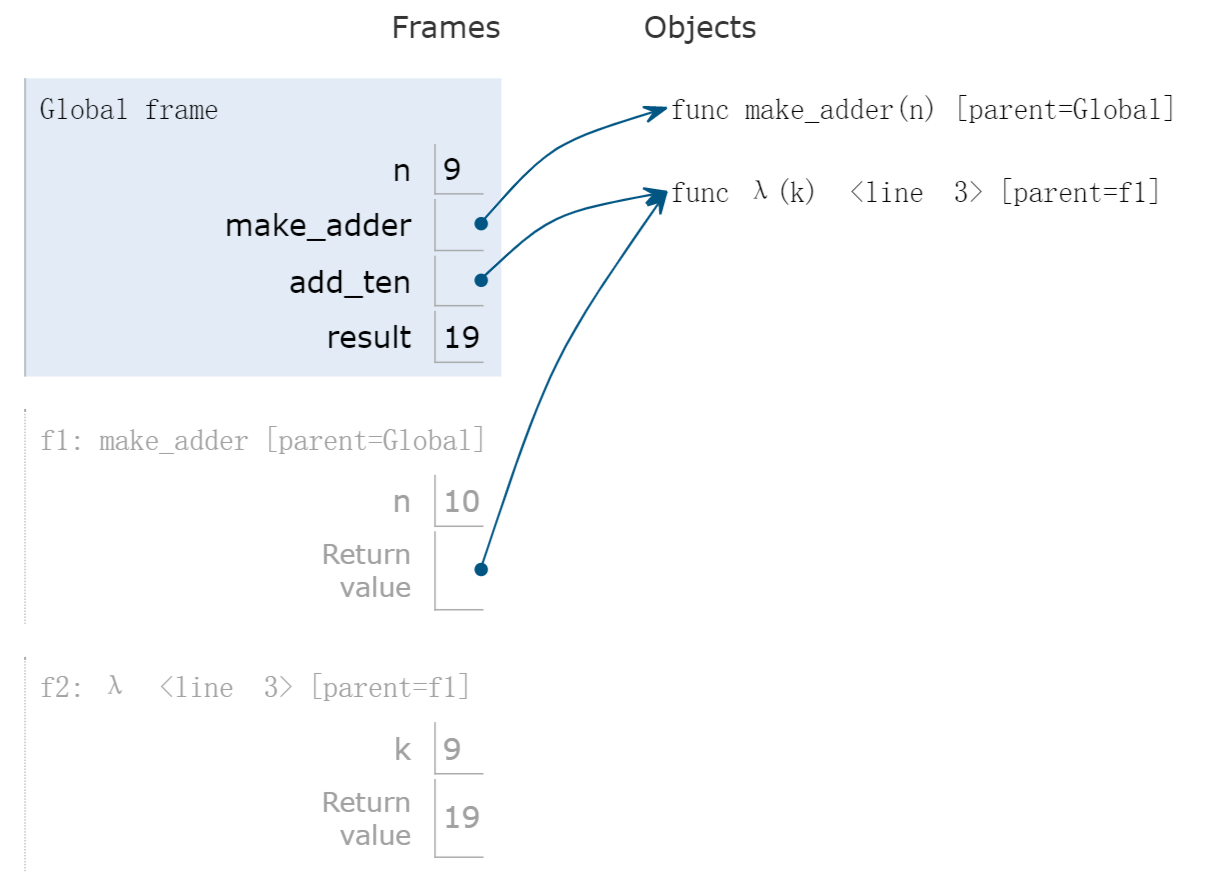 Frames
Objects
Global frame
n 9
make_adder
add_ten
result 19
func make_adder(n) [parent=Global]
func λ(k) <line 3> [parent=f1]
f1: make_adder [parent=Global]
n 10
Return
value
f2: λ <line 3> [parent=f1]
k 9
Return
value
19